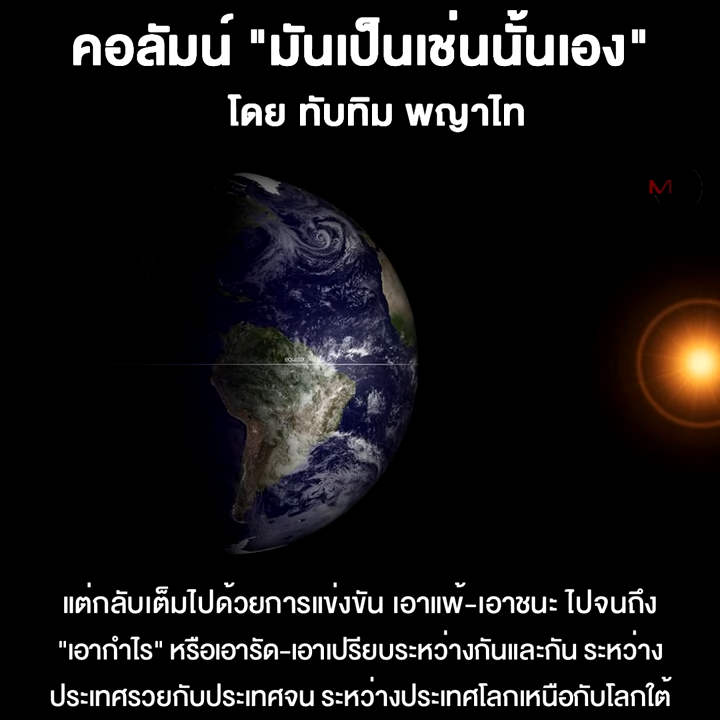 คอลัมน์ "มันเป็นเช่นนั้นเอง"
โดย ทับทิม พญาไท
M
equator
แต่กลับเต็มไปด้วยการแข่งขัน เอาแพ้-เอาชนะ ไปจนถึง
"เอากำไร" หรือเอารัด-เอาเปรียบระหว่างกันและกัน ระหว่าง
ประเทศรวยกับประเทศจน ระหว่างประเทศโลกเหนือกับโลกใต้